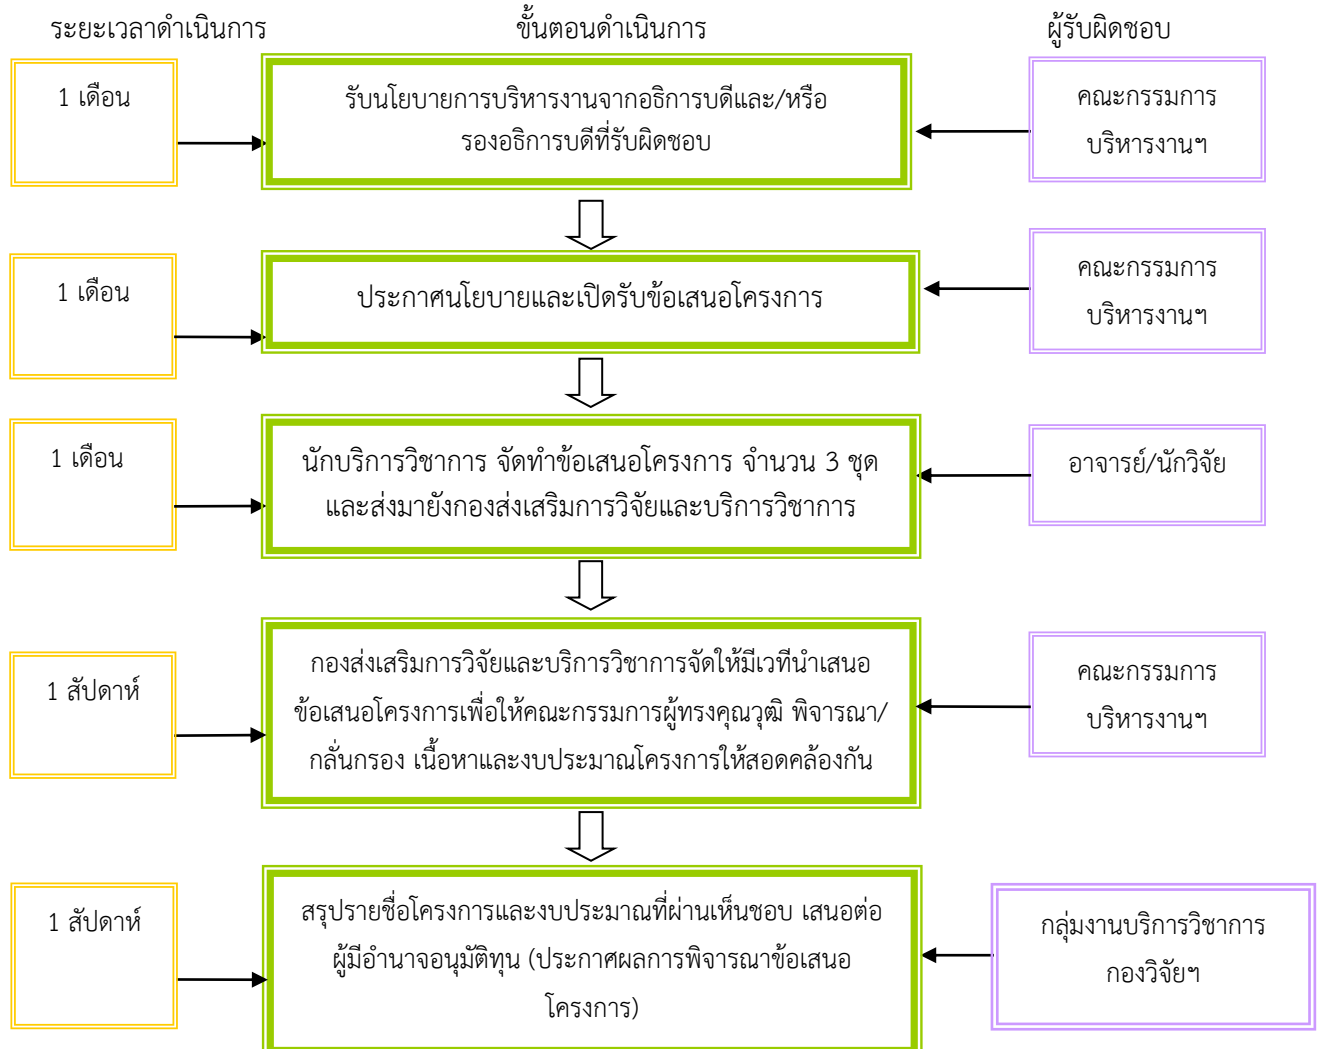 ระยะเวลาดำเนินการ
ขั้นตอนดำเนินการ
ผู้รับผิดชอบ
1 เดือน
รับนโยบายการบริหารงานจากอธิการบดีและ/หรือ
รองอธิการบดีที่รับผิดชอบ
คณะกรรมการ
บริหารงานฯ
1 เดือน
ประกาศนโยบายและเปิดรับข้อเสนอโครงการ
คณะกรรมการ
บริหารงานฯ
1 เดือน
นักบริการวิชาการ จัดทำข้อเสนอโครงการ จำนวน 3 ชุด
และส่งมายังกองส่งเสริมการวิจัยและบริการวิชาการ
อาจารย์/นักวิจัย
1 สัปดาห์
กองส่งเสริมการวิจัยและบริการวิชาการจัดให้มีเวทีนำเสนอ
ข้อเสนอโครงการเพื่อให้คณะกรรมการผู้ทรงคุณวุฒิ พิจารณา/
กลั่นกรอง เนื้อหาและงบประมาณโครงการให้สอดคล้องกัน
คณะกรรมการ
บริหารงานฯ
1 สัปดาห์
สรุปรายชื่อโครงการและงบประมาณที่ผ่านเห็นชอบ เสนอต่อ
ผู้มีอำนาจอนุมัติทุน (ประกาศผลการพิจารณาข้อเสนอ
โครงการ)
กลุ่มงานบริการวิชาการ
กองวิจัยฯ